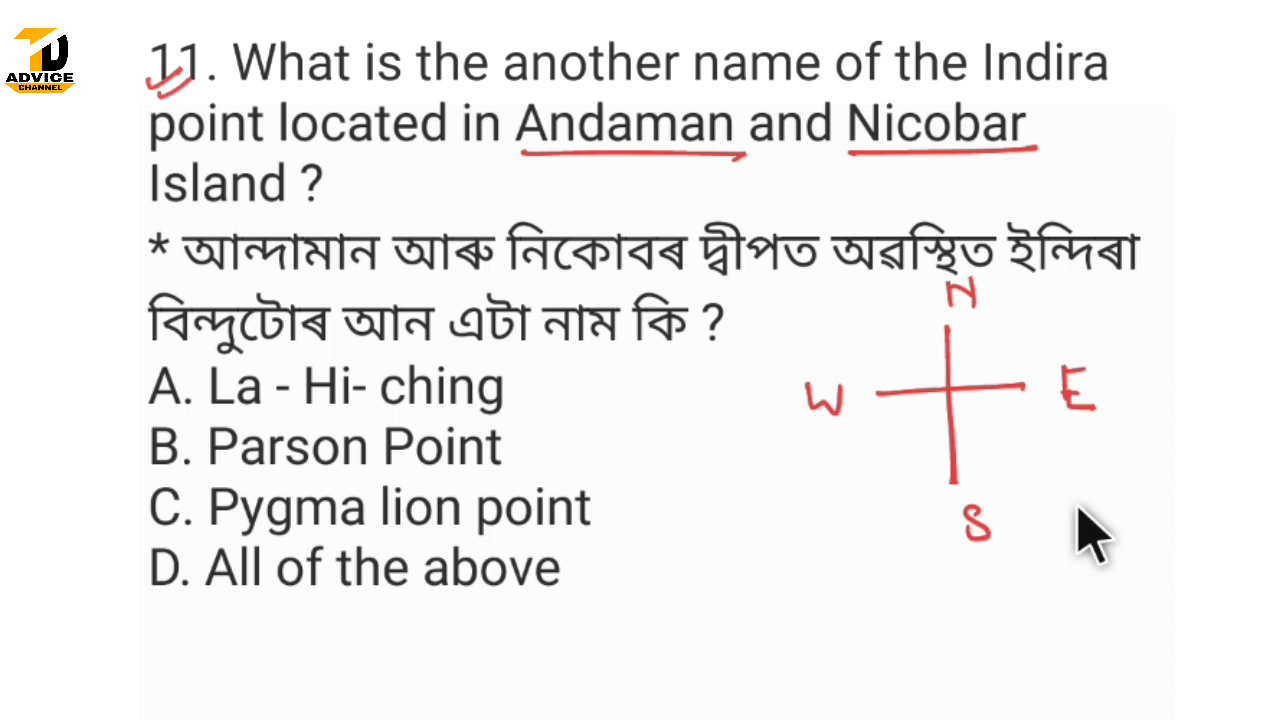 TD
ADVICE
CHANNEL
11. What is the another name of the Indira
point located in Andaman and Nicobar
Island ?
* আন্দামান আৰু নিকোবৰ দ্বীপত অৱস্থিত ইন্দিৰা
বিন্দুটোৰ আন এটা নাম কি ?
A. La - Hi- ching
B. Parson Point
C. Pygma lion point
D. All of the above
N
W E
S